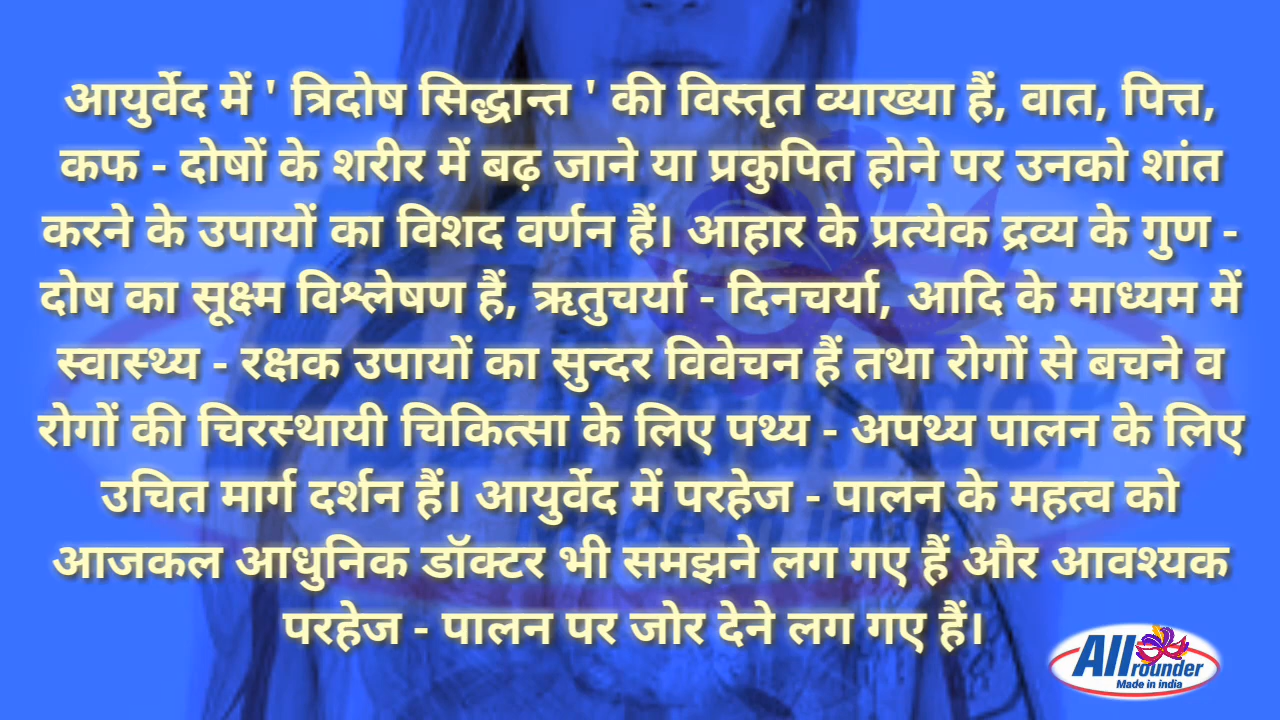 आयुर्वेद में ' त्रिदोष सिद्धान्त ' की विस्तृत व्याख्या हैं, वात, पित्त,
कफ - दोषों के शरीर में बढ़ जाने या प्रकुपित होने पर उनको शांत
करने के उपायों का विशद वर्णन हैं। आहार के प्रत्येक द्रव्य के गुण -
दोष का सूक्ष्म विश्लेषण हैं, ऋतुचर्या - दिनचर्या, आदि के माध्यम में
स्वास्थ्य - रक्षक उपायों का सुन्दर विवेचन हैं तथा रोगों से बचने व
रोगों की चिरस्थायी चिकित्सा के लिए पथ्य - अपथ्य पालन के लिए
उचित मार्ग दर्शन हैं। आयुर्वेद में परहेज - पालन के महत्व को
आजकल आधुनिक डॉक्टर भी समझने लग गए हैं और आवश्यक
परहेज - पालन पर जोर देने लग गए हैं।
All
rounder
Made in india